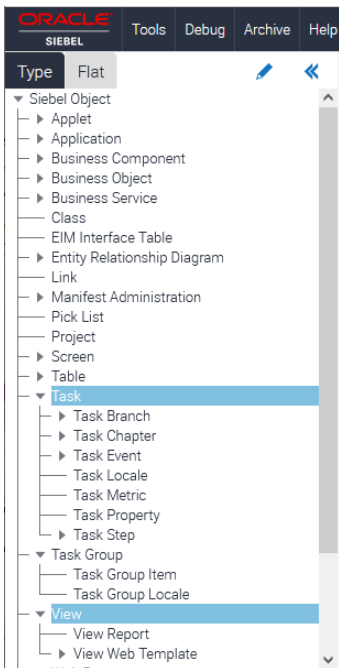 ORACLE
SIEBEL
Tools Debug Archive Help
Type Flat
Siebel Object
Applet
Application
Business Component
Business Object
Business Service
Class
EIM Interface Table
Entity Relationship Diagram
Link
Manifest Administration
Pick List
Project
Screen
Table
Task
Task Branch
Task Chapter
Task Event
Task Locale
Task Metric
Task Property
Task Step
Task Group
Task Group Item
Task Group Locale
View
View Report
View Web Template